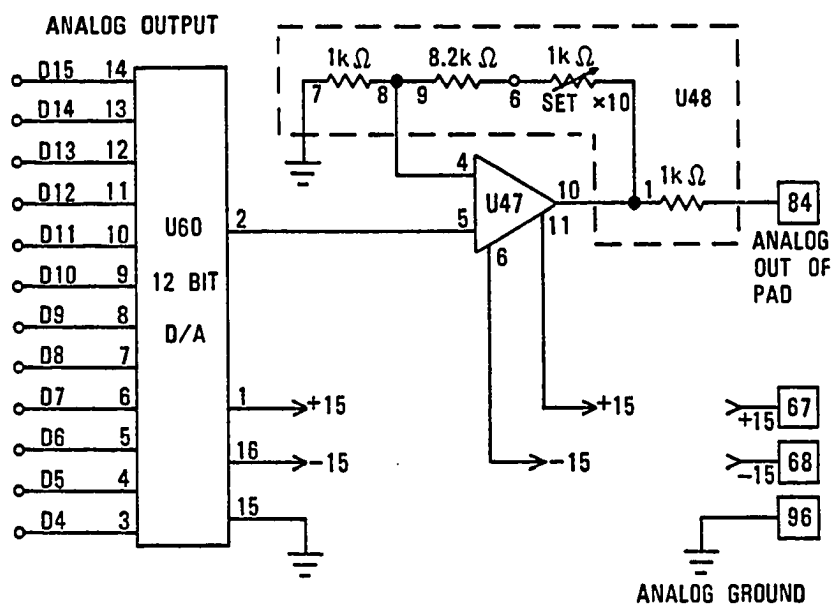 ANALOG OUTPUT
D15 14
D14 13
D13 12
D12 11
D11 10
D10 9
D9 8
D8 7
D7 6
D6 5
D5 4
D4 3
U60
12 BIT
D/A
2
1 +15
16 -15
15
1kΩ 8.2kΩ 1kΩ
7 8 9 6 SET ×10
U48
4
5
U47
10
11
6
+15
-15
1 1kΩ
84
ANALOG
OUT OF
PAD
+15 67
-15 68
96
ANALOG GROUND